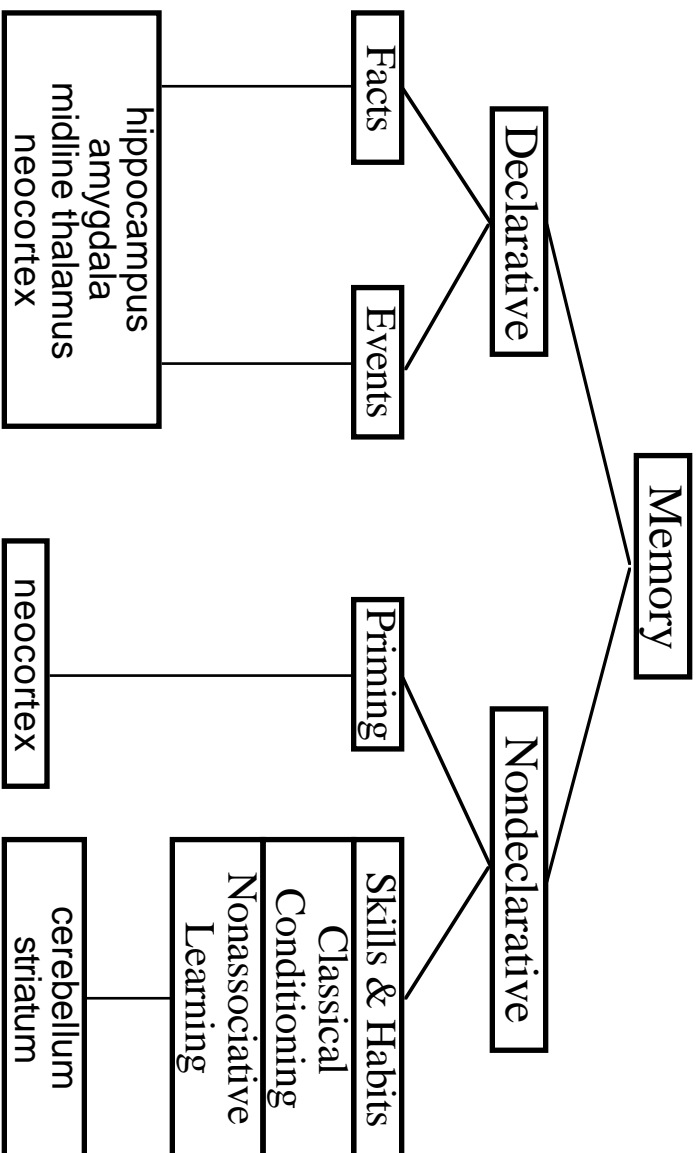 Memory
Declarative
Nondeclarative
Facts
Events
Priming
Skills & Habits
Classical
Conditioning
Nonassociative
Learning
hippocampus
amygdala
midline thalamus
neocortex
neocortex
cerebellum
striatum